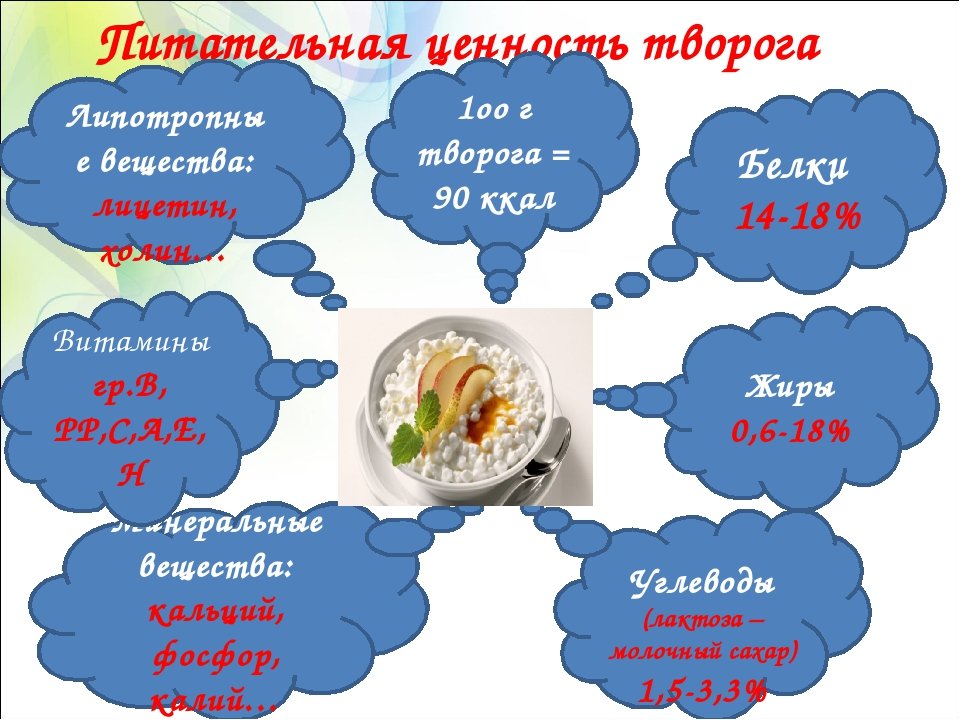 Питательная ценность творога
Липотропны
е вещества:
лицетин,
холин…
1оо г
творога =
90 ккал
Белки
14-18%
Витамины
гр.В,
РР,С,А,Е,
Н
Жиры
0,6-18%
Минеральные
вещества:
кальций,
фосфор,
калий…
Углеводы
(лактоза –
молочный сахар)
1,5-3,3%